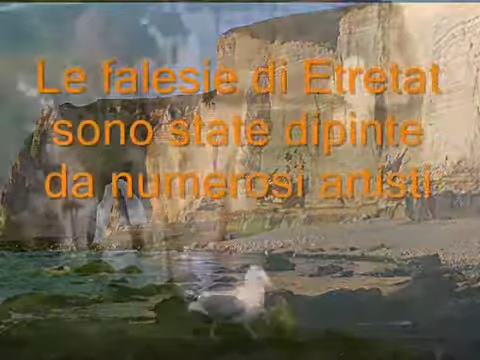 Le falesie di Etretat
sono state dipinte
da numerosi artisti